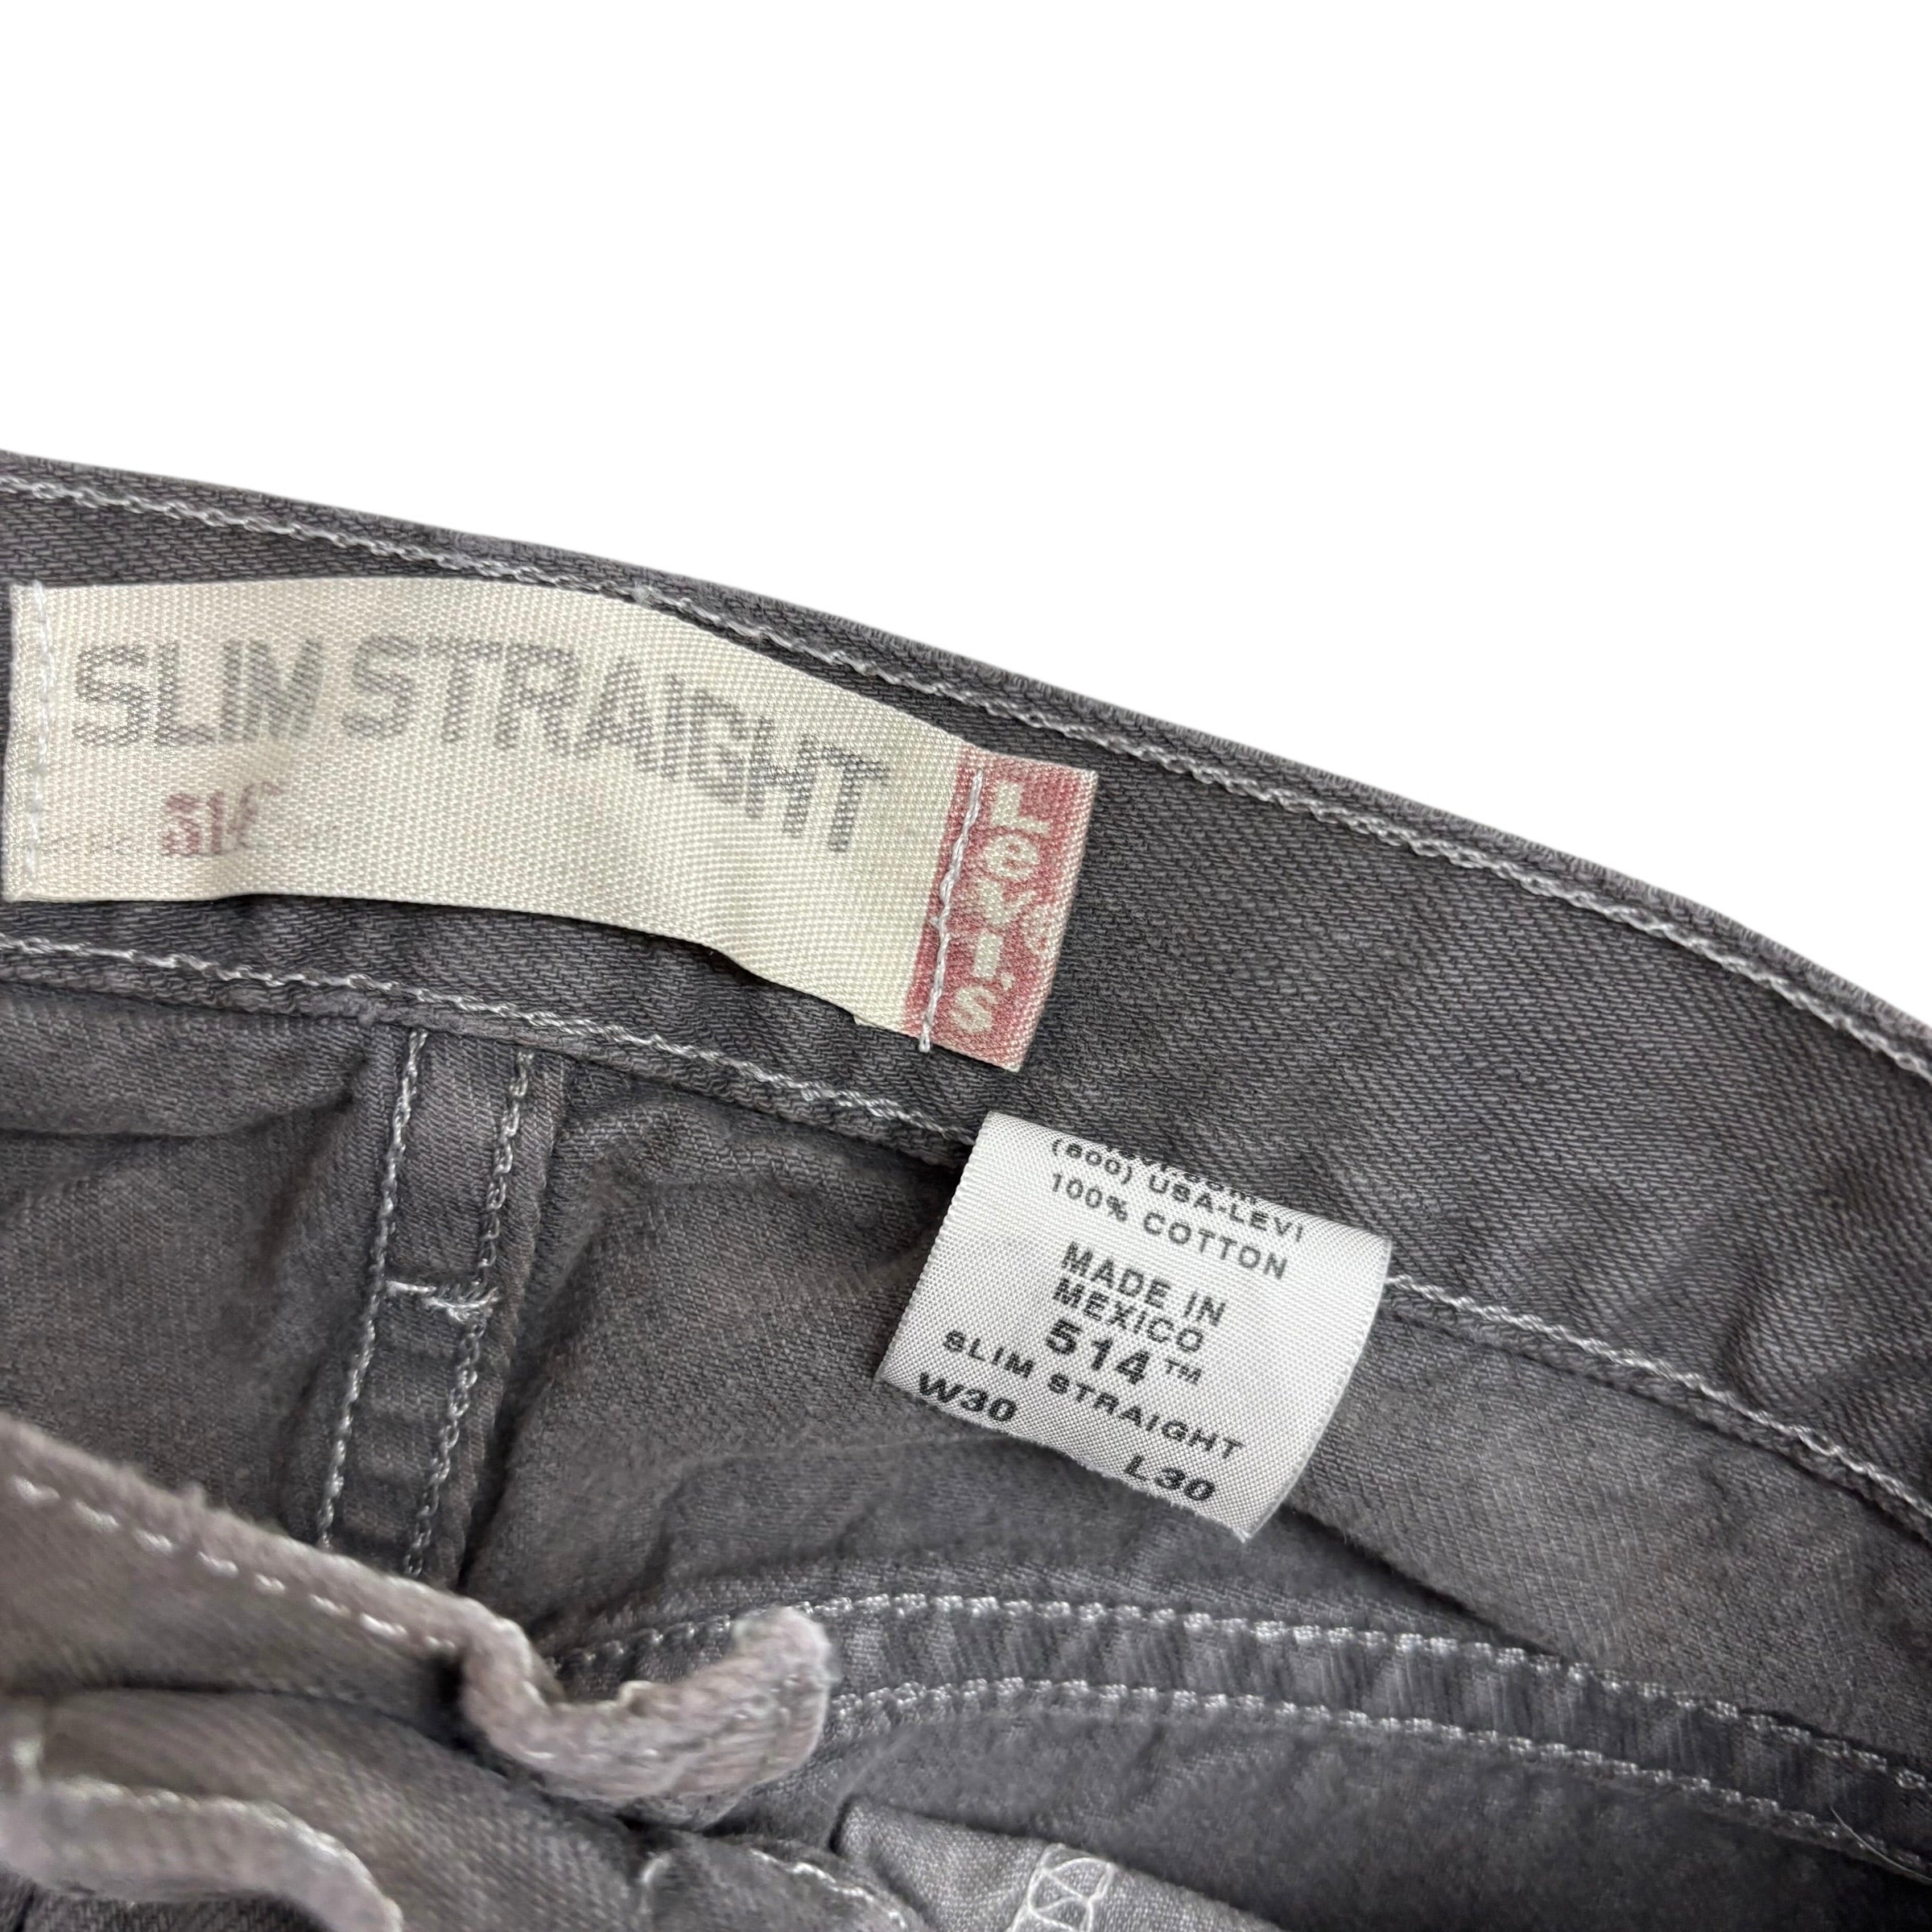 SLIM STRAIGHT
514
Levi's
(800) USA-LEVI
100% COTTON
MADE IN
MEXICO
514™
SLIM STRAIGHT
W30 L30